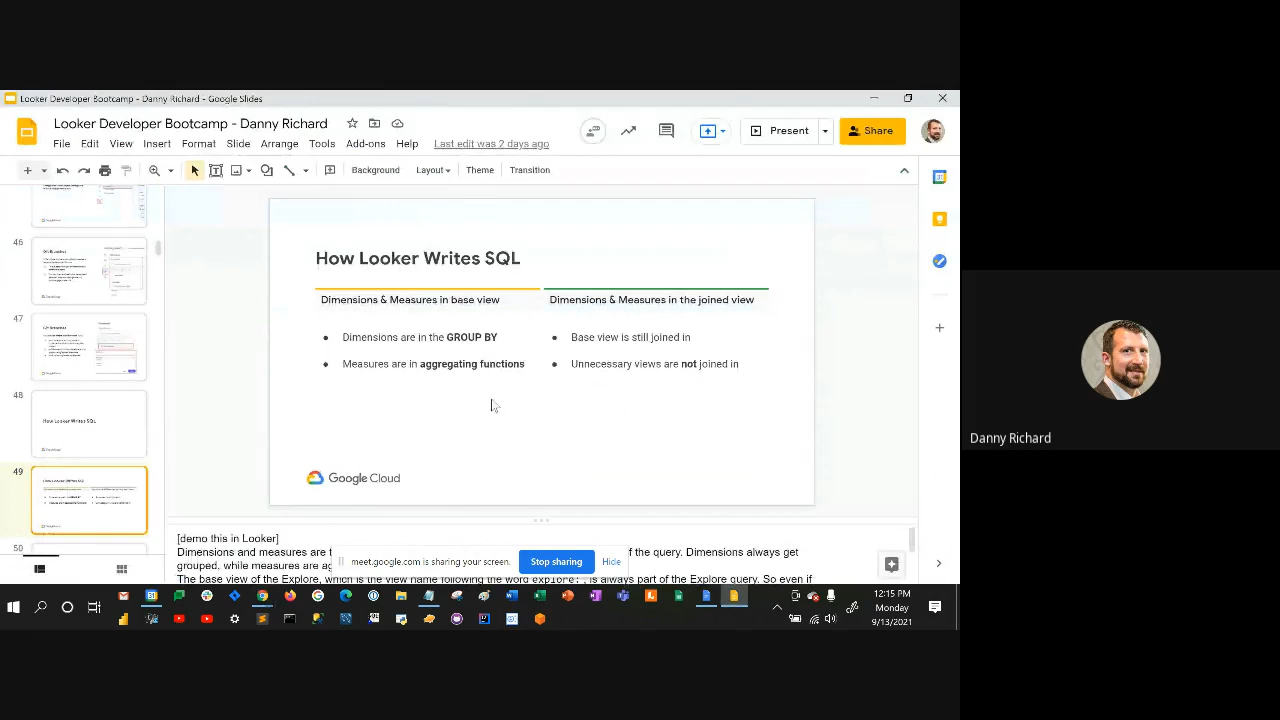 Looker Developer Bootcamp - Danny Richard - Google Slides
Looker Developer Bootcamp - Danny Richard
Present
Share
File Edit View Insert Format Slide Arrange Tools Add-ons Help Last edit was 2 days ago
Background Layout Theme Transition
46
47
48
How Looker Writes SQL
49
50
How Looker Writes SQL
Dimensions & Measures in base view
Dimensions & Measures in the joined view
● Dimensions are in the GROUP BY
● Base view is still joined in
● Measures are in aggregating functions
● Unnecessary views are not joined in
Google Cloud
[demo this in Looker]
Dimensions and measures are t
f the query. Dimensions always get
grouped, while measures are ag
meet.google.com is sharing your screen.
Stop sharing
Hide
The base view of the Explore, which is the view name following the word explore:, is always part of the Explore query. So even if
Danny Richard
12:15 PM
Monday
9/13/2021